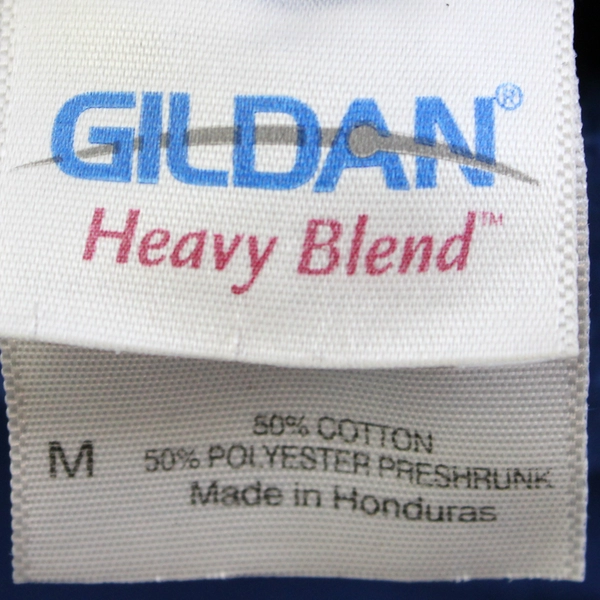 GILDAN®
Heavy Blend™
M
50% COTTON
50% POLYESTER PRESHRUNK
Made in Honduras